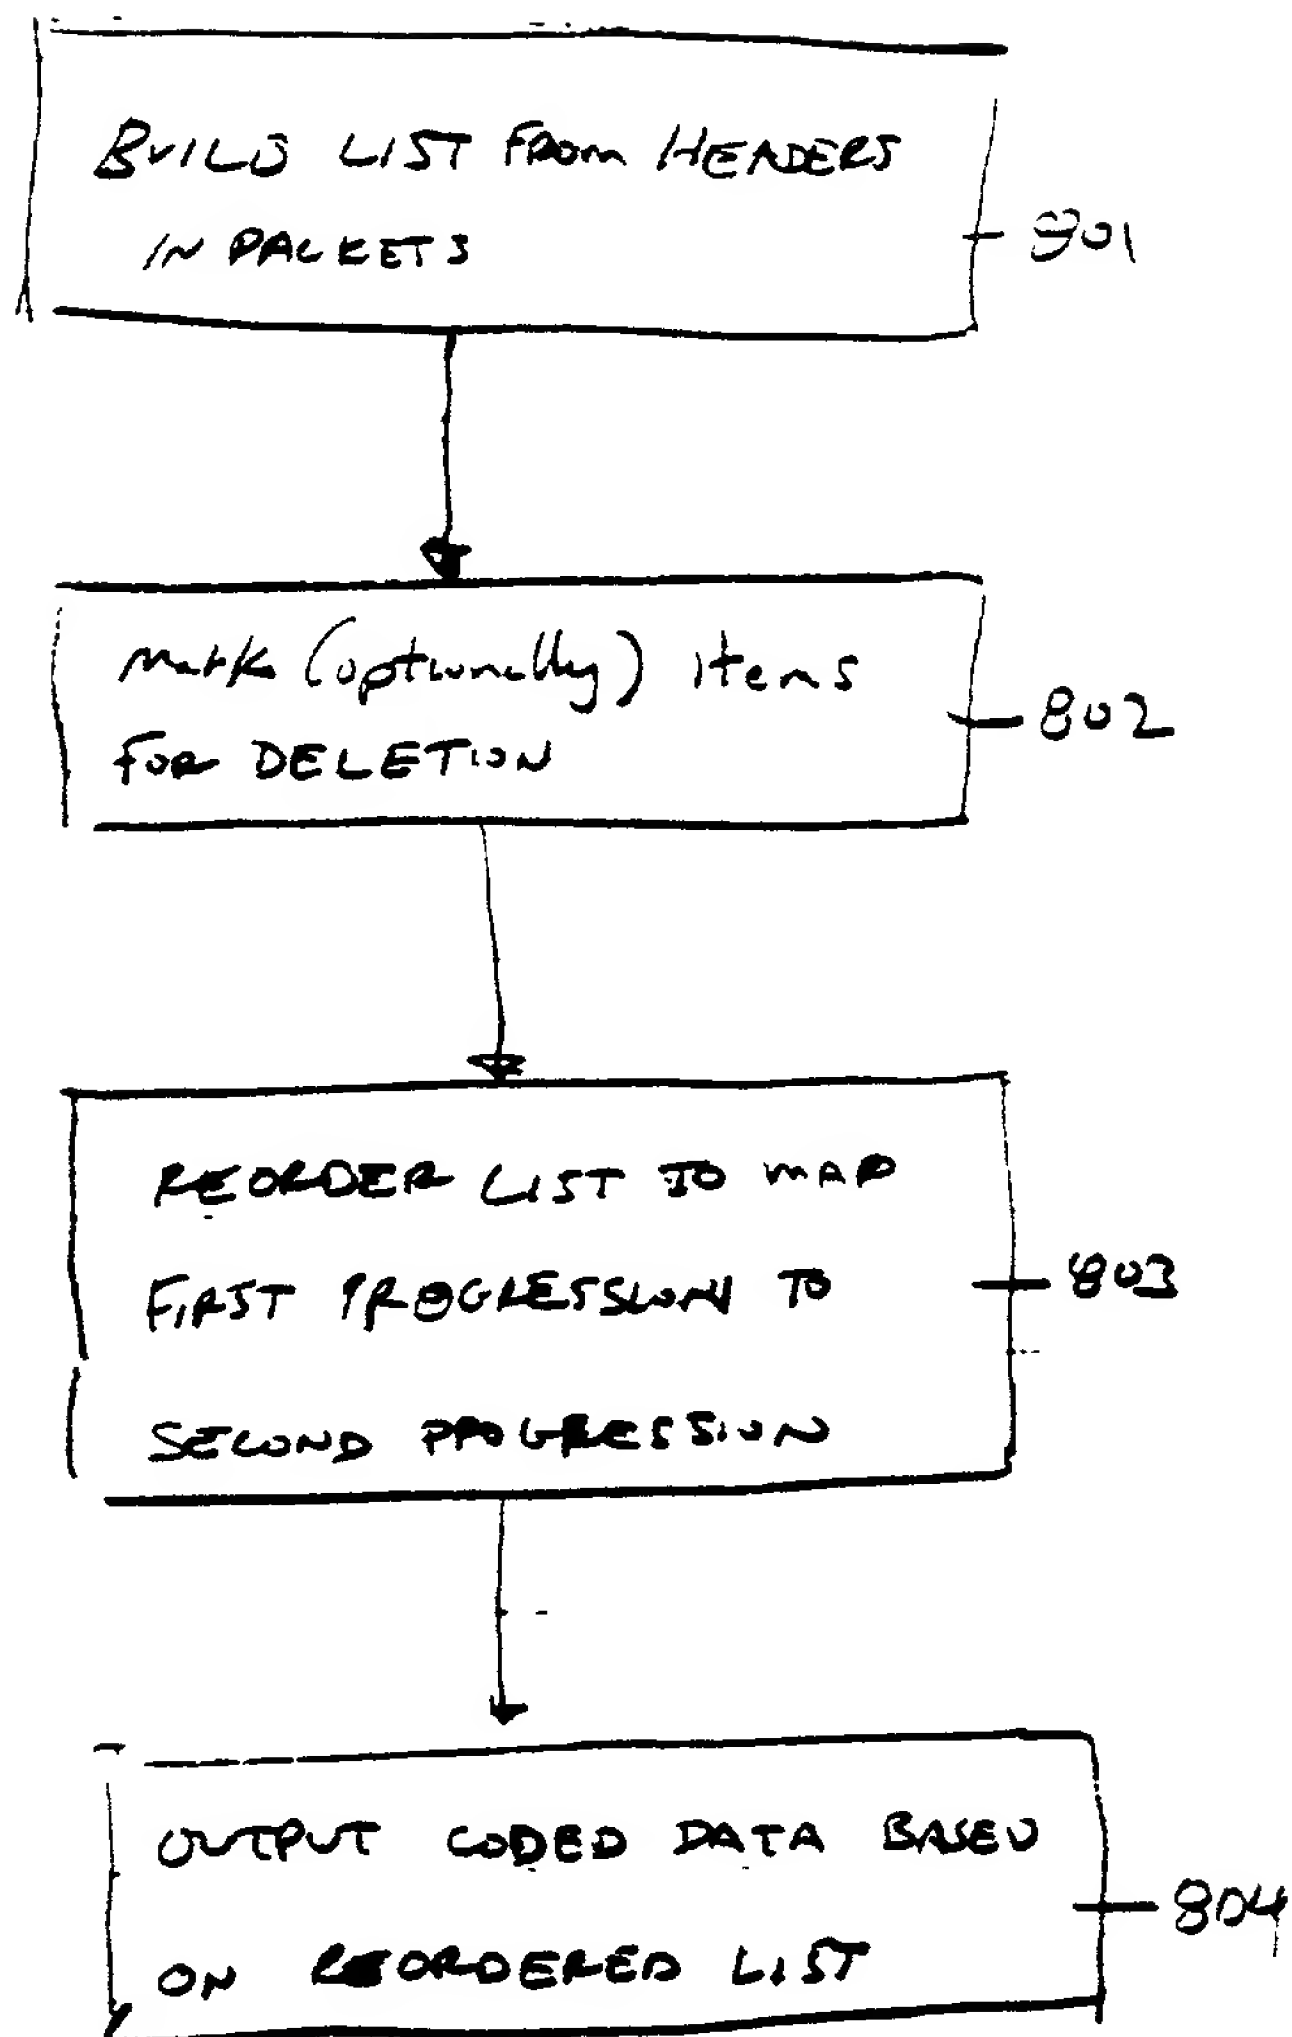 BUILD LIST FROM HEADERS
IN PACKETS
801
Mark (optionally) items
FOR DELETION
802
REORDER LIST TO MAP
FIRST PROGRESSION TO
SECOND PROGRESSION
803
OUTPUT CODED DATA BASED
ON REORDERED LIST
804